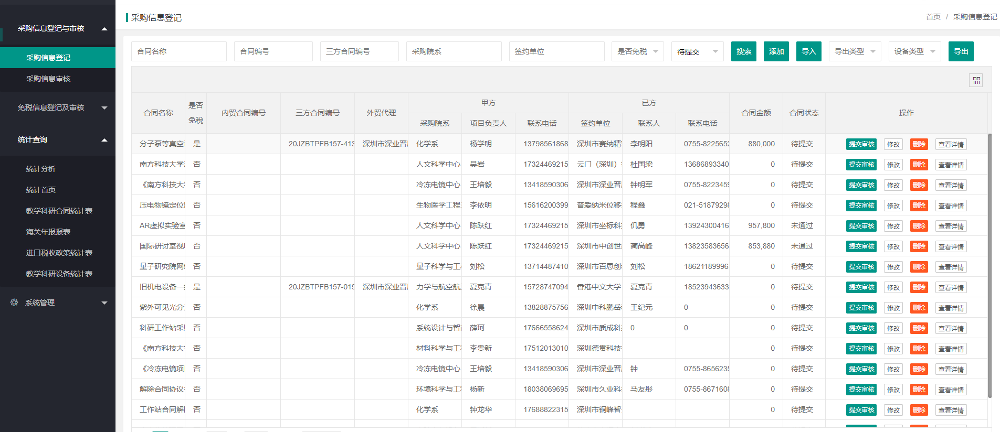 采购信息登记与审核
采购信息登记
采购信息审核
免税信息登记及审核
统计查询
统计分析
统计首页
教学科研合同统计表
海关年报报表
进口税收政策统计表
教学科研设备统计表
系统管理
采购信息登记
首页 / 采购信息登记
合同名称 合同编号 三方合同编号 采购院系 签约单位 是否免税 待提交 搜索 添加 导入 导出类型 设备类型 导出
合同名称 是否免税 内贸合同编号 三方合同编号 外贸代理 甲方 已方 合同金额 合同状态 操作
采购院系 项目负责人 联系电话 签约单位 联系人 联系电话
分子泵等真空 是 20JZBTPFB157-413 深圳市深业晋 化学系 杨学明 13798561868 深圳市赛纳精 李明阳 0755-8225652 880,000 待提交 提交审核 修改 删除 查看详情
南方科技大学 否 人文科学中心 吴岩 17324469215 云门（深圳） 杜国梁 13686893340 0 待提交 提交审核 修改 删除 查看详情
《南方科技大 否 冷冻电镜中心 王培毅 13418590306 深圳市深业晋 钟明军 0755-8223459 0 待提交 提交审核 修改 删除 查看详情
压电物镜定位 否 生物医学工程 李依明 15616200399 普爱纳米位移 程鑫 021-51879298 0 待提交 提交审核 修改 删除 查看详情
AR虚拟实验室 否 人文科学中心 陈跃红 17324469215 深圳市坐标科 仉勇 13924300416 957,800 未通过 提交审核 修改 删除 查看详情
国际研讨室视 否 人文科学中心 陈跃红 17324469215 深圳市中创世 蔺高峰 13823583656 853,880 未通过 提交审核 修改 删除 查看详情
量子研究院网 否 量子科学与工 刘松 13714487410 深圳市百思创 刘松 18621189996 0 待提交 提交审核 修改 删除 查看详情
旧机电设备— 是 20JZBTPFB157-019 深圳市深业晋 力学与航空航 夏克青 15728747094 香港中文大学 夏克青 18523943633 0 待提交 提交审核 修改 删除 查看详情
紫外可见光分 否 化学系 徐晨 13828875756 深圳中科鹏岳 王纪元 0 0 待提交 提交审核 修改 删除 查看详情
科研工作站采 否 系统设计与智 薛珂 17666558624 深圳市质成科 0 0 0 待提交 提交审核 修改 删除 查看详情
《南方科技大 否 材料科学与工 李贵新 17512013010 深圳德贯科技 0 待提交 提交审核 修改 删除 查看详情
《冷冻电镜项 否 冷冻电镜中心 王培毅 13418590306 深圳市深业晋 钟 0755-8656235 0 待提交 提交审核 修改 删除 查看详情
解除合同协议 否 环境科学与工 杨新 18038069695 深圳市久业科 马友彤 0755-8671608 0 待提交 提交审核 修改 删除 查看详情
工作站合同解 否 化学系 钟龙华 17688822315 深圳市铜峰智 0 待提交 提交审核 修改 删除 查看详情